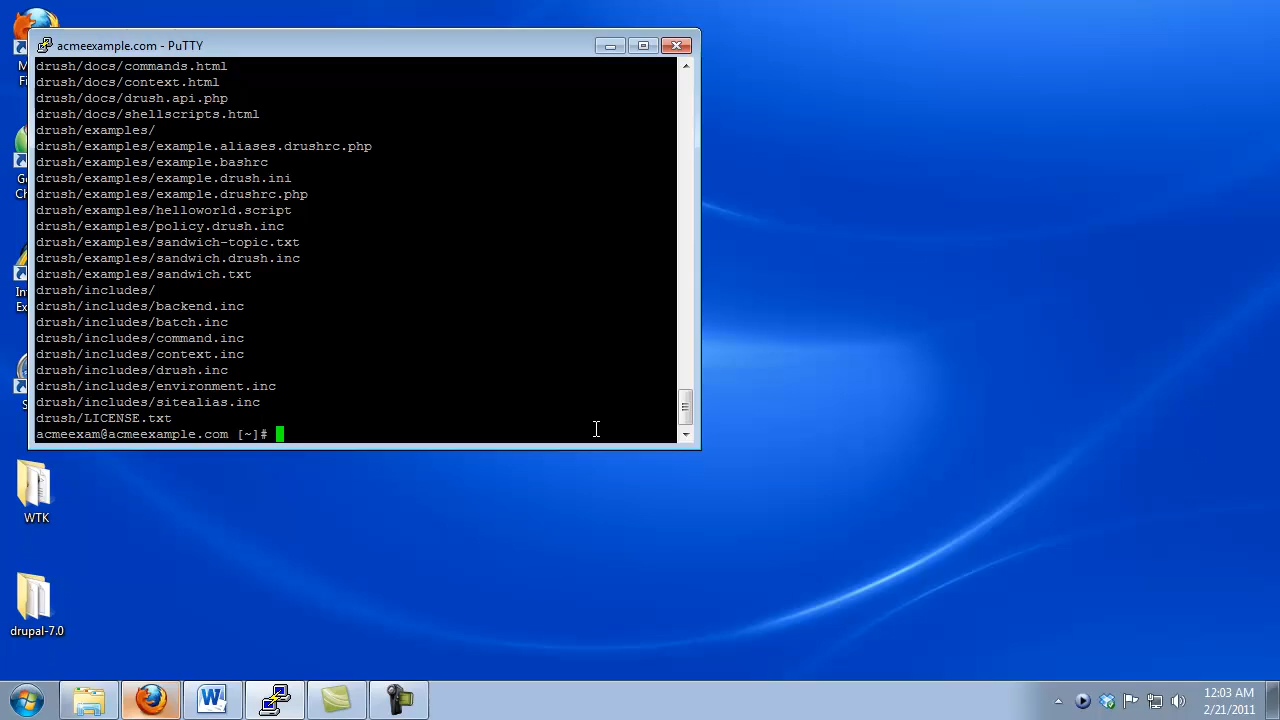 acmeexample.com - PuTTY
drush/docs/commands.html
drush/docs/context.html
drush/docs/drush.api.php
drush/docs/shellscripts.html
drush/examples/
drush/examples/example.aliases.drushrc.php
drush/examples/example.bashrc
drush/examples/example.drush.ini
drush/examples/example.drushrc.php
drush/examples/helloworld.script
drush/examples/policy.drush.inc
drush/examples/sandwich-topic.txt
drush/examples/sandwich.drush.inc
drush/examples/sandwich.txt
drush/includes/
drush/includes/backend.inc
drush/includes/batch.inc
drush/includes/command.inc
drush/includes/context.inc
drush/includes/drush.inc
drush/includes/environment.inc
drush/includes/sitealias.inc
drush/LICENSE.txt
acmeexam@acmeexample.com [~]#
WTK
drupal-7.0
12:03 AM
2/21/2011